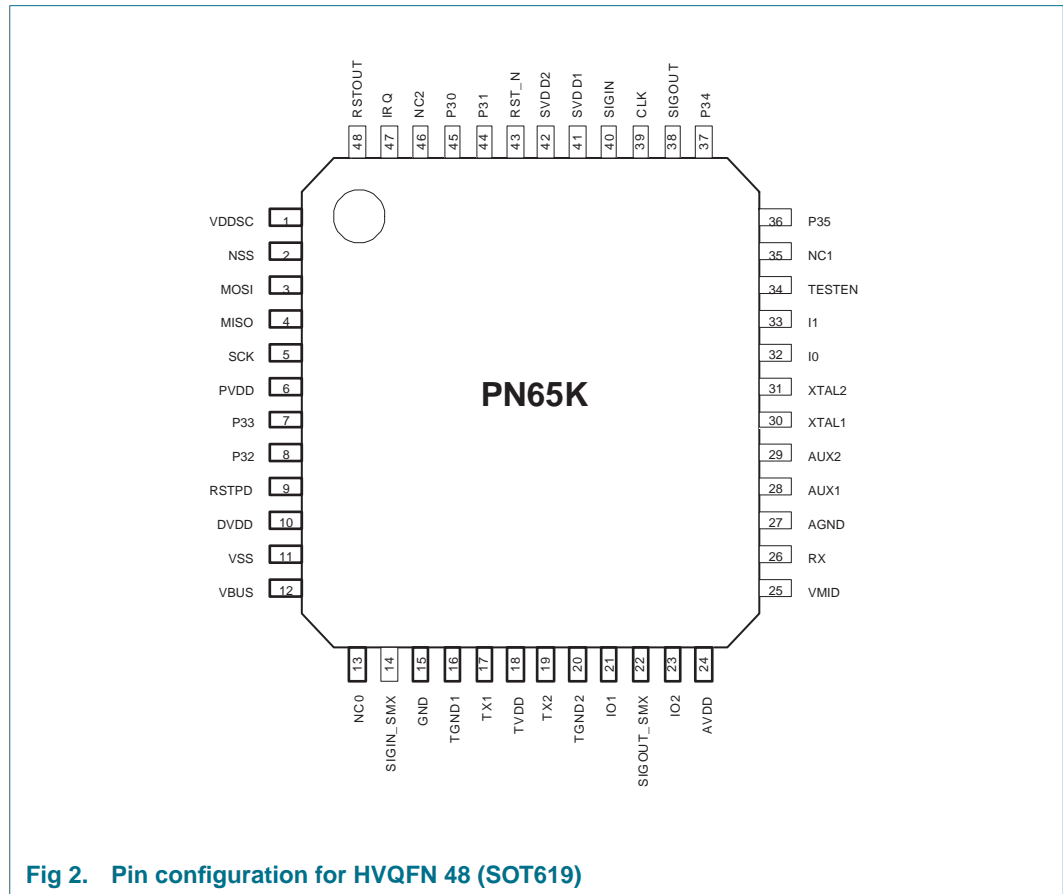 RSTOUT
IRQ
NC2
P30
P31
RST_N
SVDD2
SVDD1
SIGIN
CLK
SIGOUT
P34
48
47
46
45
44
43
42
41
40
39
38
37
VDDSC 1
NSS 2
MOSI 3
MISO 4
SCK 5
PVDD 6
P33 7
P32 8
RSTPD 9
DVDD 10
VSS 11
VBUS 12
PN65K
36 P35
35 NC1
34 TESTEN
33 I1
32 I0
31 XTAL2
30 XTAL1
29 AUX2
28 AUX1
27 AGND
26 RX
25 VMID
13
14
15
16
17
18
19
20
21
22
23
24
NC0
SIGIN_SMX
GND
TGND1
TX1
TVDD
TX2
TGND2
IO1
SIGOUT_SMX
IO2
AVDD
Fig 2. Pin configuration for HVQFN 48 (SOT619)